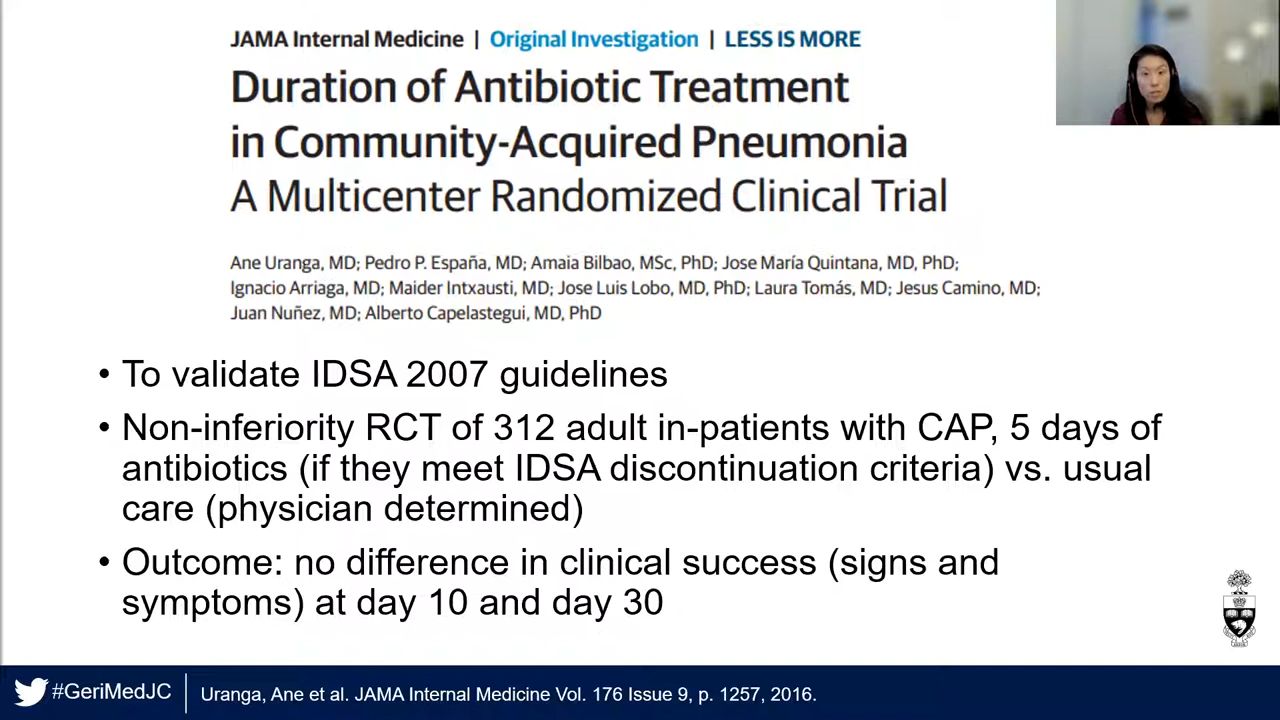 JAMA Internal Medicine | Original Investigation | LESS IS MORE
Duration of Antibiotic Treatment
in Community-Acquired Pneumonia
A Multicenter Randomized Clinical Trial
Ane Uranga, MD; Pedro P. España, MD; Amaia Bilbao, MSc, PhD; Jose María Quintana, MD, PhD;
Ignacio Arriaga, MD; Maider Intxausti, MD; Jose Luis Lobo, MD, PhD; Laura Tomás, MD; Jesus Camino, MD;
Juan Nuñez, MD; Alberto Capelastegui, MD, PhD
• To validate IDSA 2007 guidelines
• Non-inferiority RCT of 312 adult in-patients with CAP, 5 days of
antibiotics (if they meet IDSA discontinuation criteria) vs. usual
care (physician determined)
• Outcome: no difference in clinical success (signs and
symptoms) at day 10 and day 30
#GeriMedJC
Uranga, Ane et al. JAMA Internal Medicine Vol. 176 Issue 9, p. 1257, 2016.